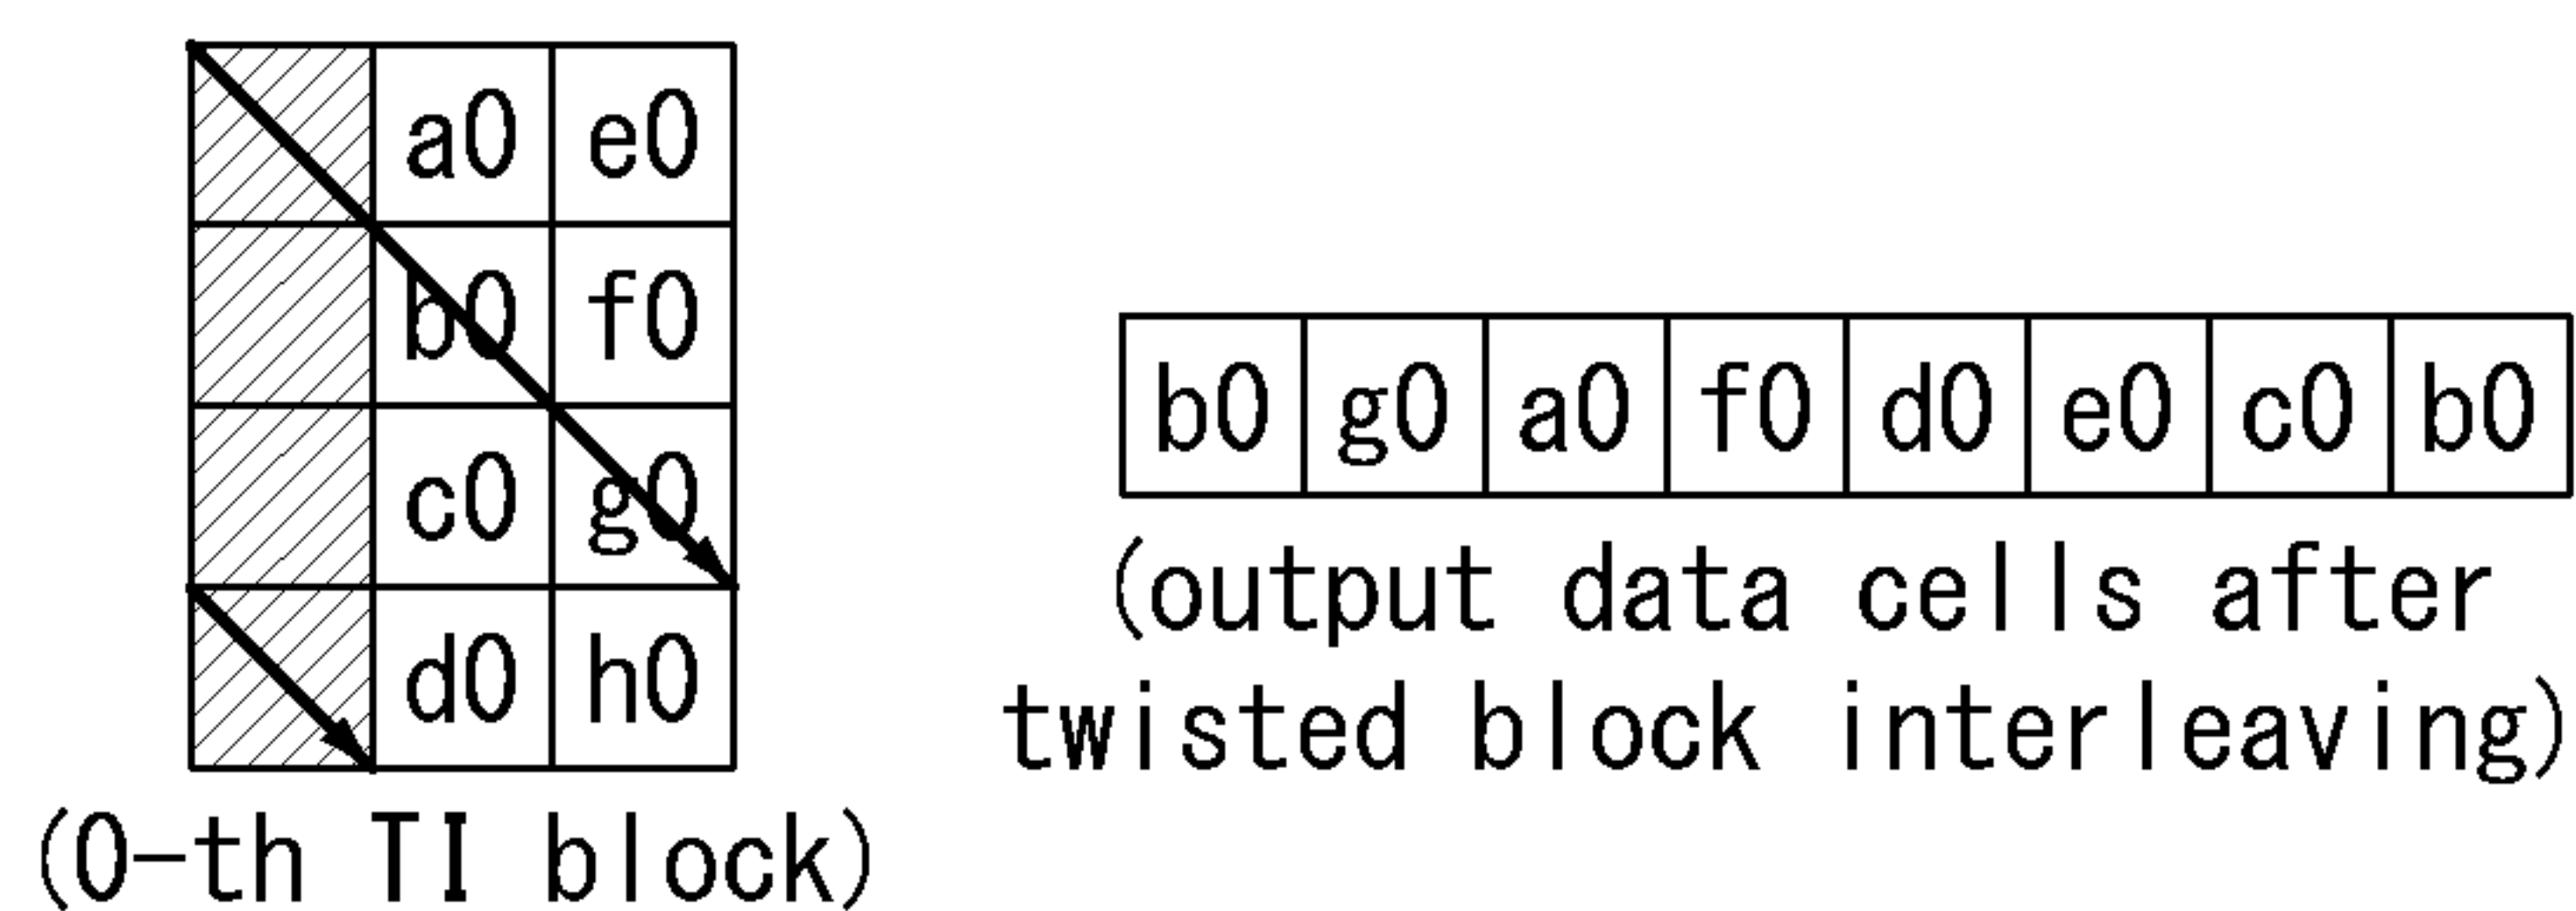 a0 e0
b0 f0
c0 g0
d0 h0
(0-th TI block)
b0 g0 a0 f0 d0 e0 c0 b0
(output data cells after
twisted block interleaving)